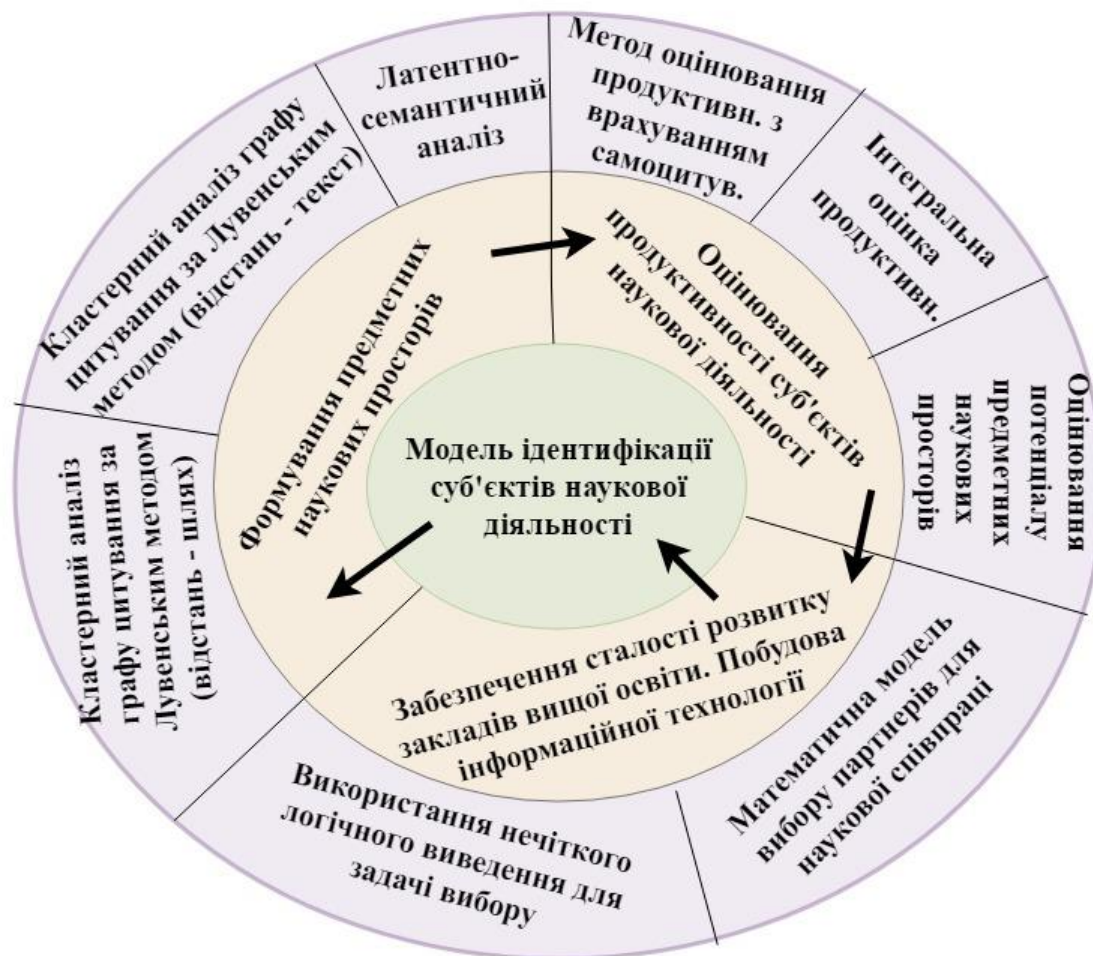 Метод оцінювання
продуктивн. з
врахуванням
самоцитув.
Інтегральна
оцінка
продуктивн.
Оцінювання
потенціалу
предметних
наукових
просторів
Математична модель
вибору партнерів для
наукової співпраці
Використання нечіткого
логічного виведення для
задачі вибору
Кластерний аналіз
графу цитування за
Лувенським методом
(відстань - шлях)
Кластерний аналіз графу
цитування за Лувенським
методом (відстань - текст)
Латентно-
семантичний
аналіз
Формування предметних
наукових просторів
Оцінювання
продуктивності суб'єктів
наукової діяльності
Забезпечення сталості розвитку
закладів вищої освіти. Побудова
інформаційної технології
Модель ідентифікації
суб'єктів наукової
діяльності